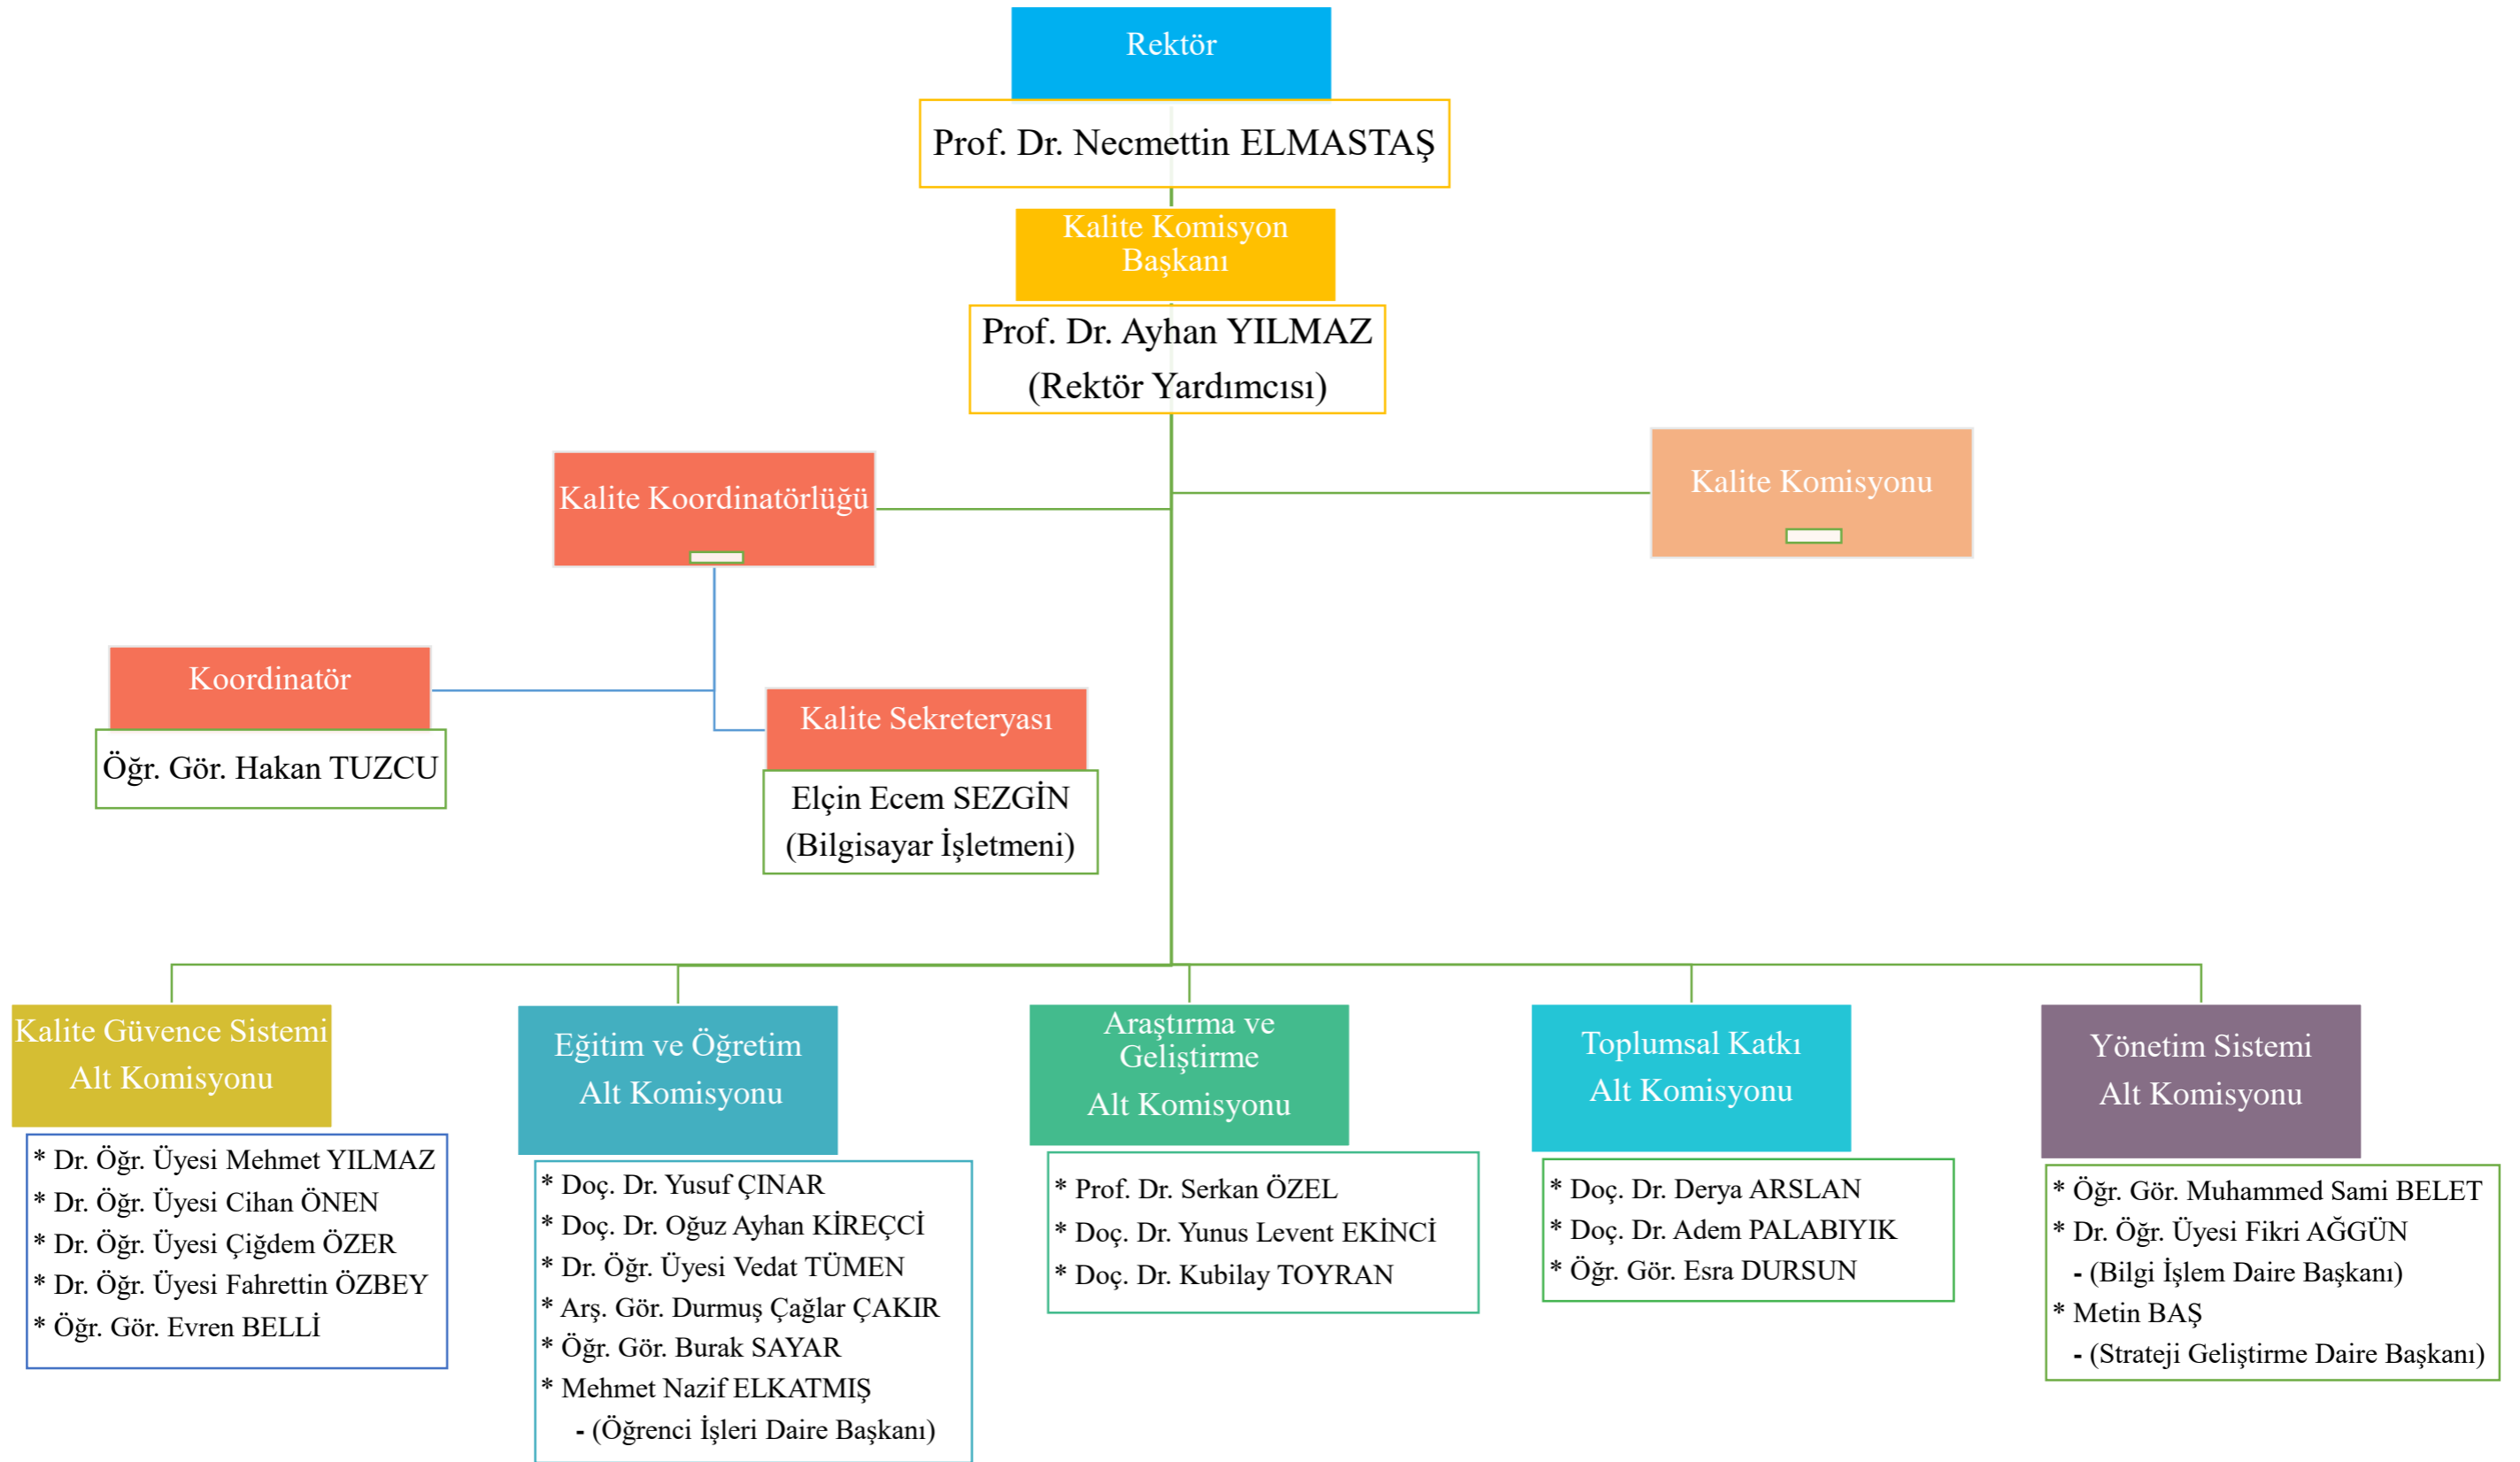 Rektör
Prof. Dr. Necmettin ELMASTAŞ
Kalite Komisyon
Başkanı
Prof. Dr. Ayhan YILMAZ
(Rektör Yardımcısı)
Kalite Koordinatörlüğü
Kalite Komisyonu
Koordinatör
Öğr. Gör. Hakan TUZCU
Kalite Sekreteryası
Elçin Ecem SEZGİN
(Bilgisayar İşletmeni)
Kalite Güvence Sistemi
Alt Komisyonu
* Dr. Öğr. Üyesi Mehmet YILMAZ
* Dr. Öğr. Üyesi Cihan ÖNEN
* Dr. Öğr. Üyesi Çiğdem ÖZER
* Dr. Öğr. Üyesi Fahrettin ÖZBEY
* Öğr. Gör. Evren BELLİ
Eğitim ve Öğretim
Alt Komisyonu
* Doç. Dr. Yusuf ÇINAR
* Doç. Dr. Oğuz Ayhan KİREÇCİ
* Dr. Öğr. Üyesi Vedat TÜMEN
* Arş. Gör. Durmuş Çağlar ÇAKIR
* Öğr. Gör. Burak SAYAR
* Mehmet Nazif ELKATMIŞ
- (Öğrenci İşleri Daire Başkanı)
Araştırma ve
Geliştirme
Alt Komisyonu
* Prof. Dr. Serkan ÖZEL
* Doç. Dr. Yunus Levent EKİNCİ
* Doç. Dr. Kubilay TOYRAN
Toplumsal Katkı
Alt Komisyonu
* Doç. Dr. Derya ARSLAN
* Doç. Dr. Adem PALABIYIK
* Öğr. Gör. Esra DURSUN
Yönetim Sistemi
Alt Komisyonu
* Öğr. Gör. Muhammed Sami BELET
* Dr. Öğr. Üyesi Fikri AĞGÜN
- (Bilgi İşlem Daire Başkanı)
* Metin BAŞ
- (Strateji Geliştirme Daire Başkanı)